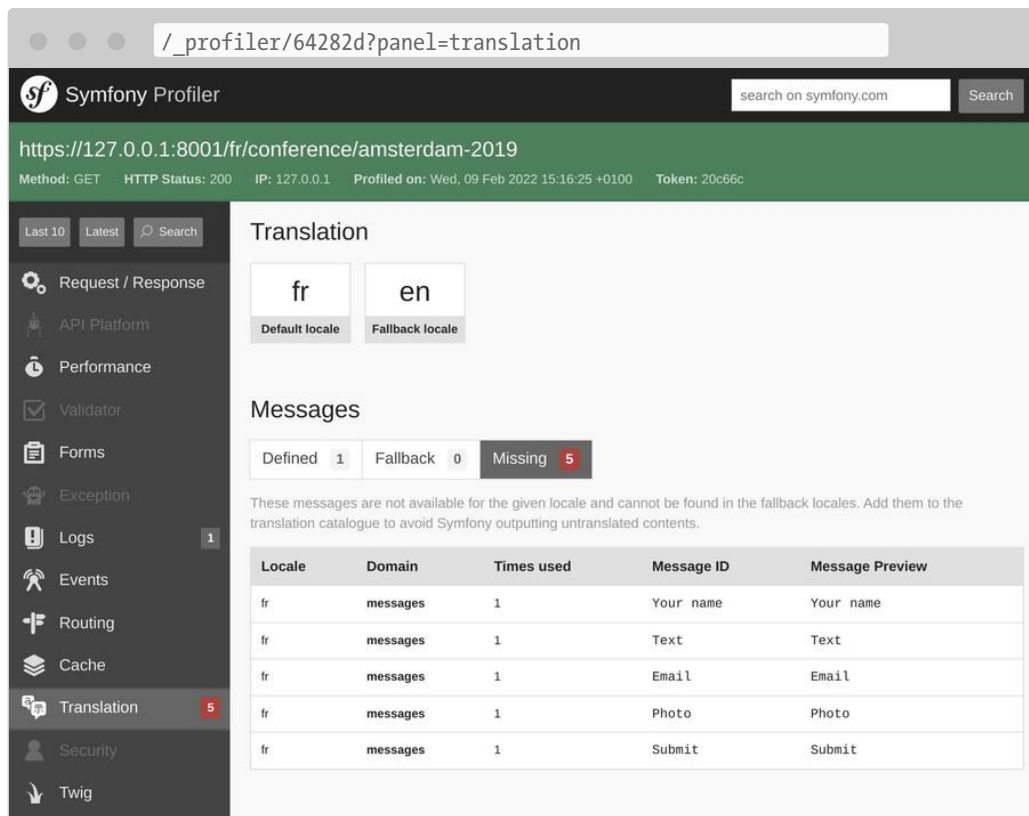 /_profiler/64282d?panel=translation
sf Symfony Profiler search on symfony.com Search
https://127.0.0.1:8001/fr/conference/amsterdam-2019
Method: GET HTTP Status: 200 IP: 127.0.0.1 Profiled on: Wed, 09 Feb 2022 15:16:25 +0100 Token: 20c66c
Last 10 Latest Search
Request / Response
API Platform
Performance
Validator
Forms
Exception
Logs 1
Events
Routing
Cache
Translation 5
Security
Twig
Translation
fr en
Default locale Fallback locale
Messages
Defined 1 Fallback 0 Missing 5
These messages are not available for the given locale and cannot be found in the fallback locales. Add them to the
translation catalogue to avoid Symfony outputting untranslated contents.
Locale Domain Times used Message ID Message Preview
fr messages 1 Your name Your name
fr messages 1 Text Text
fr messages 1 Email Email
fr messages 1 Photo Photo
fr messages 1 Submit Submit